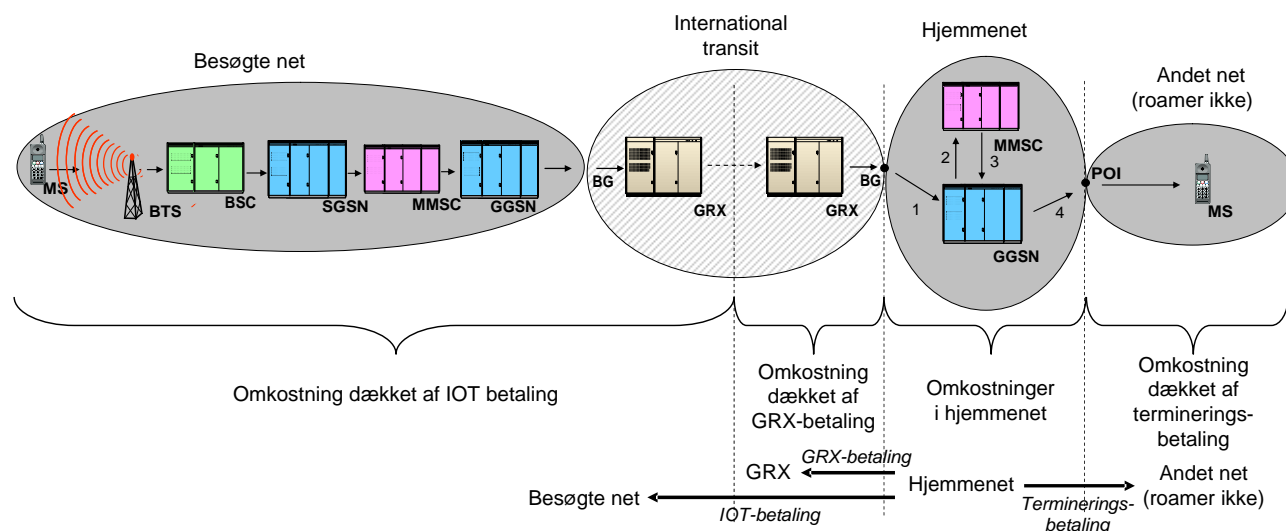 International
transit
Hjemmenet
Besøgte net
Andet net
(roamer ikke)
MS
BTS
BSC
SGSN
MMSC
GGSN
BG
GRX
GRX
BG
1
2
3
4
MMSC
GGSN
POI
MS
Omkostning dækket af IOT betaling
Omkostning
dækket af
GRX-betaling
Omkostninger
i hjemmenet
Omkostning
dækket af
terminerings-
betaling
GRX
GRX-betaling
Hjemmenet
Andet net
(roamer ikke)
Besøgte net
IOT-betaling
Terminerings-
betaling